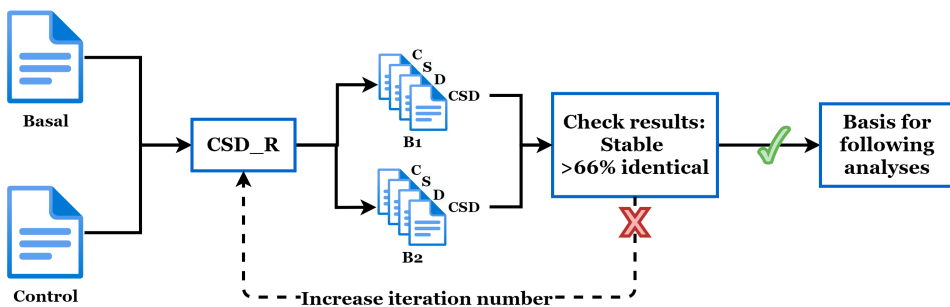 Basal
Control
CSD_R
C
S
D
CSD
B1
C
S
D
CSD
B2
Check results:
Stable
>66% identical
Basis for
following
analyses
Increase iteration number